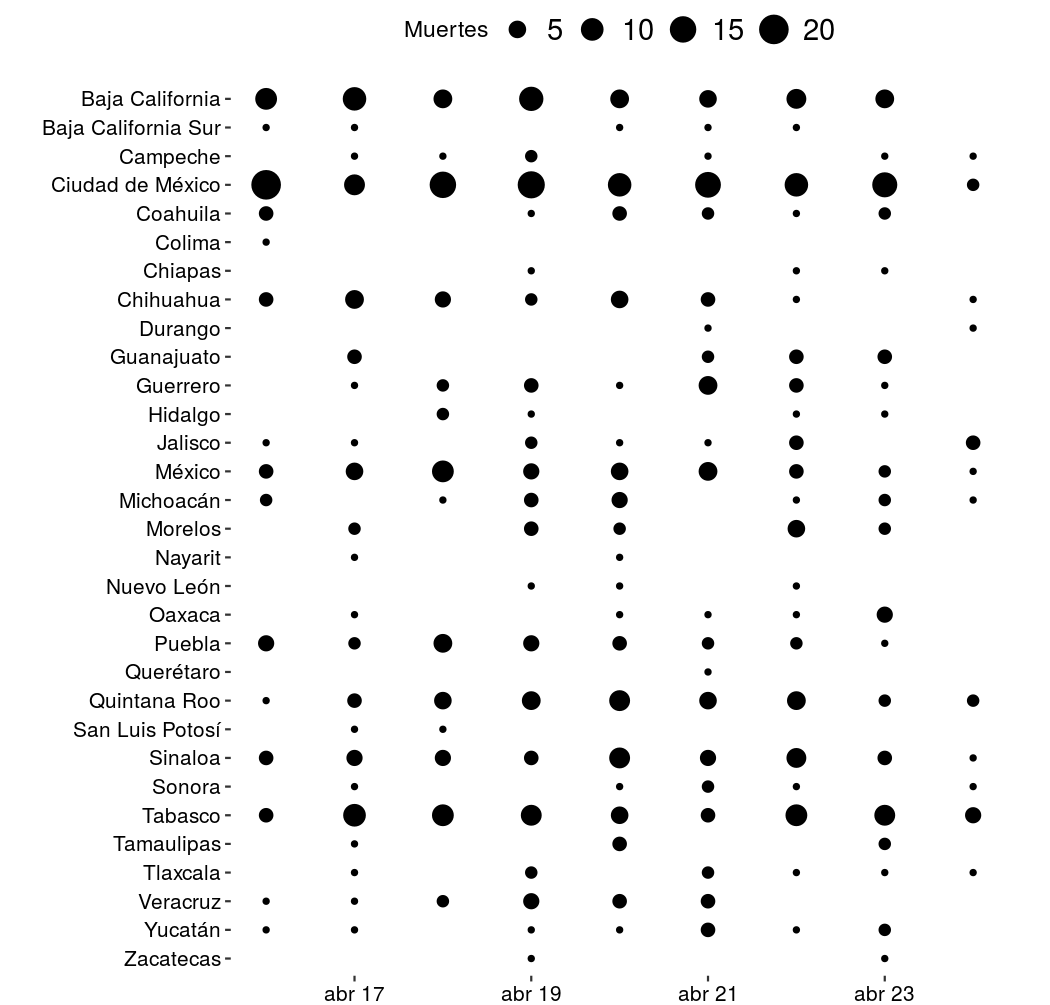 Muertes 5 10 15 20
Baja California
Baja California Sur
Campeche
Ciudad de México
Coahuila
Colima
Chiapas
Chihuahua
Durango
Guanajuato
Guerrero
Hidalgo
Jalisco
México
Michoacán
Morelos
Nayarit
Nuevo León
Oaxaca
Puebla
Querétaro
Quintana Roo
San Luis Potosí
Sinaloa
Sonora
Tabasco
Tamaulipas
Tlaxcala
Veracruz
Yucatán
Zacatecas
abr 17 abr 19 abr 21 abr 23